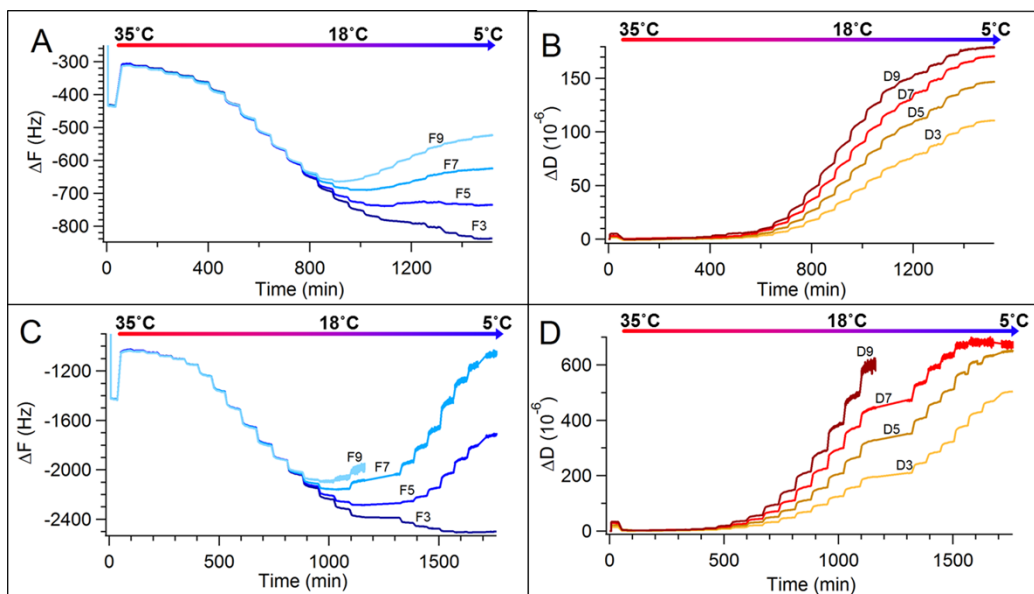 A
35°C 18°C 5°C
-300
-400
-500
-600
-700
-800
ΔF (Hz)
F9
F7
F5
F3
0 400 800 1200
Time (min)
B
35°C 18°C 5°C
150
100
50
0
ΔD (10⁻⁶)
D9
D7
D5
D3
0 400 800 1200
Time (min)
C
35°C 18°C 5°C
-1200
-1600
-2000
-2400
ΔF (Hz)
F9
F7
F5
F3
0 500 1000 1500
Time (min)
D
35°C 18°C 5°C
600
400
200
0
ΔD (10⁻⁶)
D9
D7
D5
D3
0 500 1000 1500
Time (min)